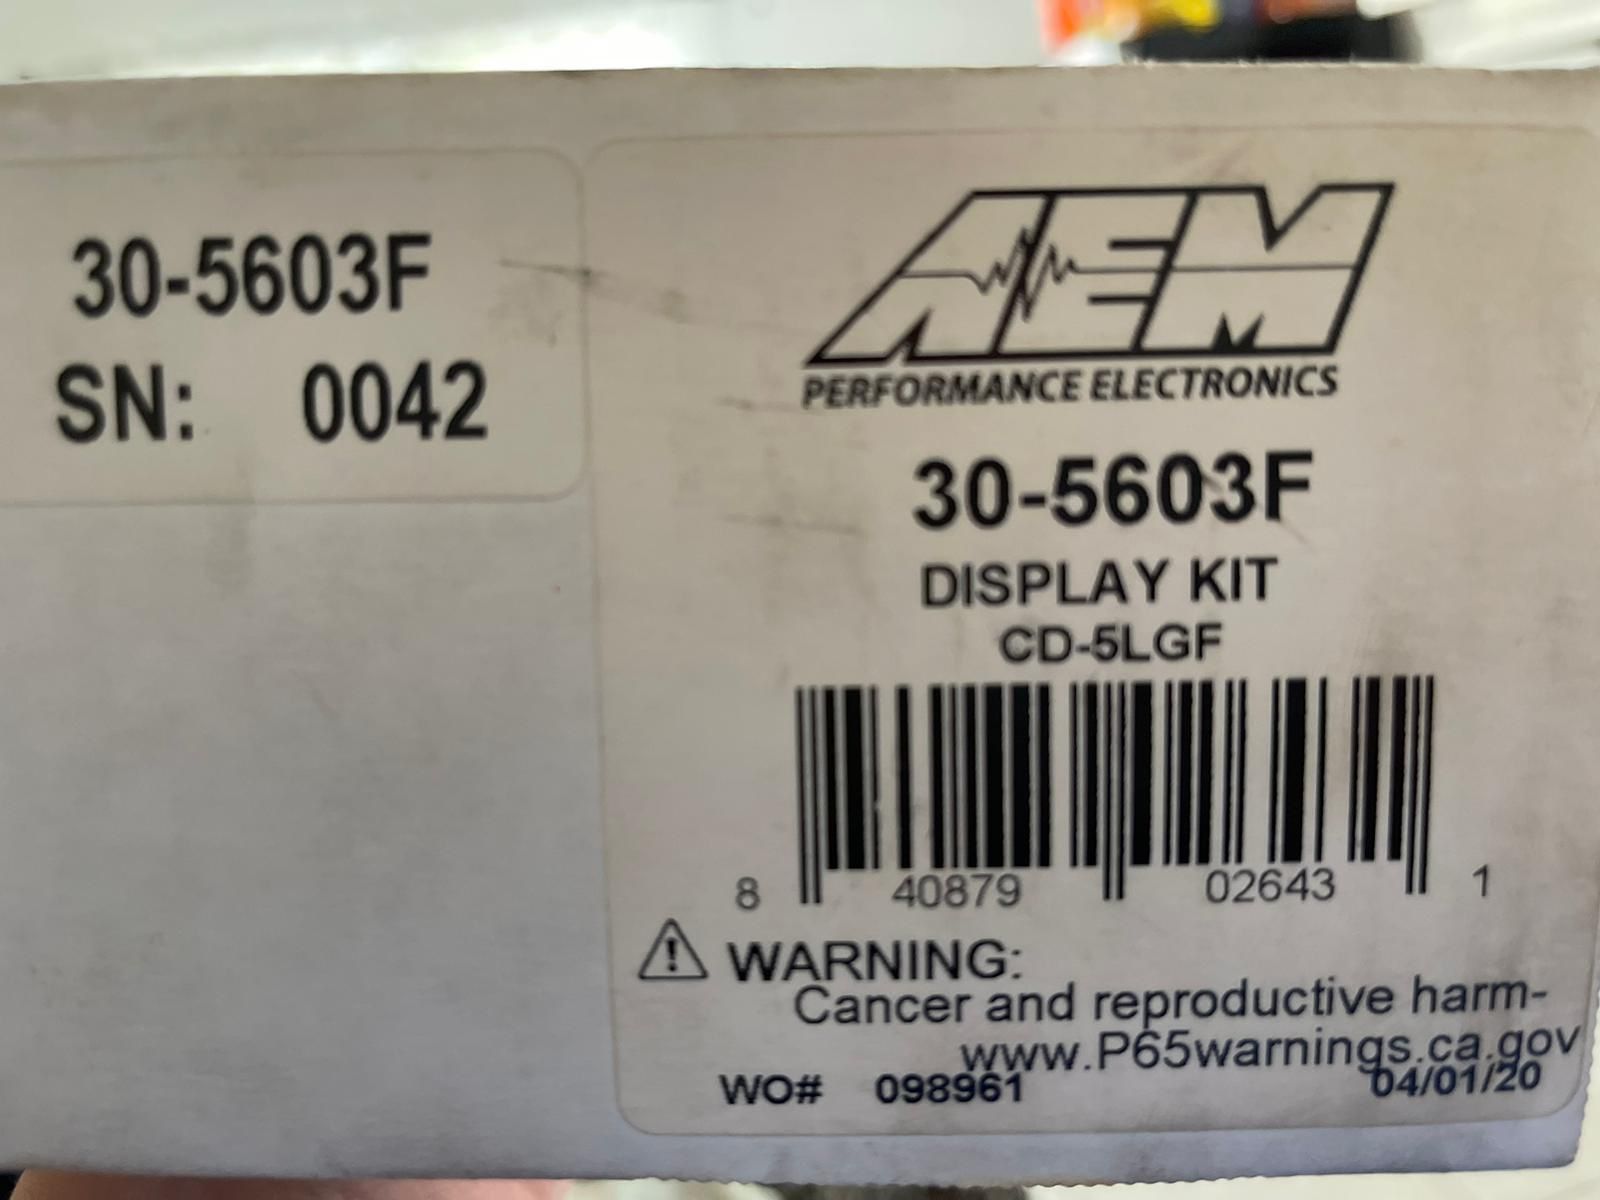 30-5603F
SN: 0042
AEM
PERFORMANCE ELECTRONICS
30-5603F
DISPLAY KIT
CD-5LGF
8 40879 02643 1
WARNING:
Cancer and reproductive harm-
www.P65warnings.ca.gov
WO# 098961 04/01/20